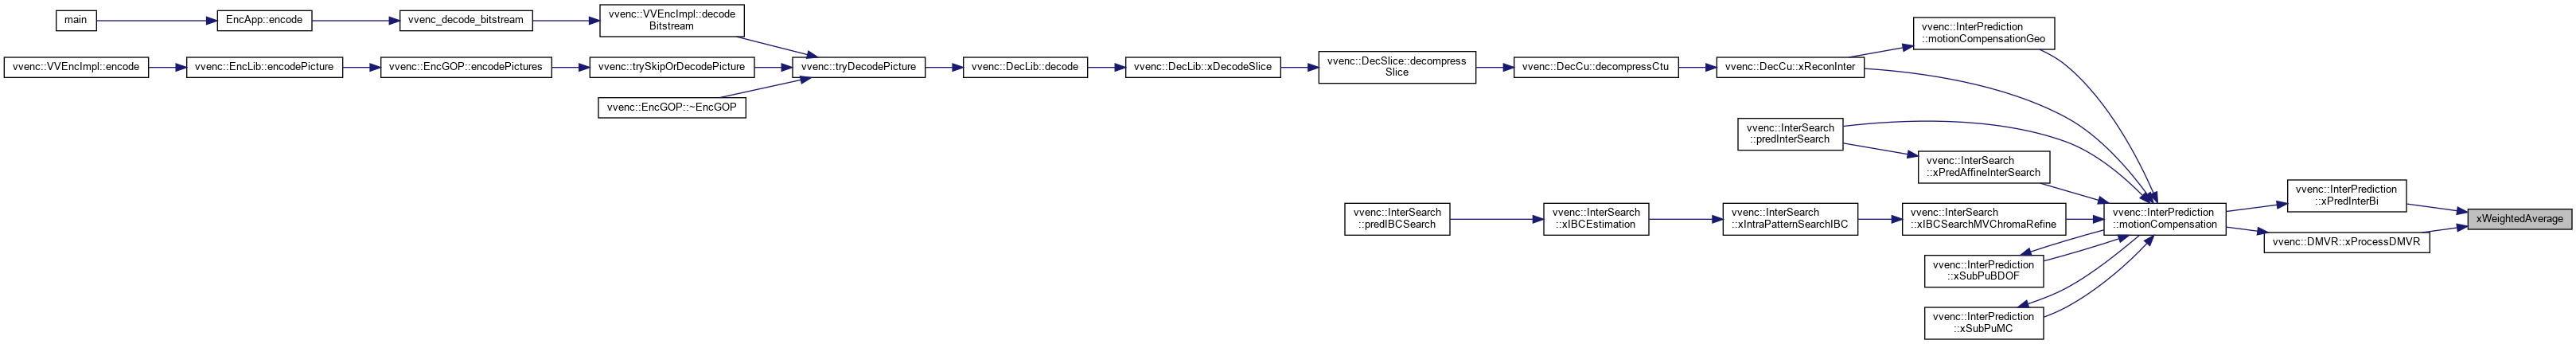 main
EncApp::encode
vvenc_decode_bitstream
vvenc::VVEncImpl::decode
Bitstream
vvenc::VVEncImpl::encode
vvenc::EncLib::encodePicture
vvenc::EncGOP::encodePictures
vvenc::trySkipOrDecodePicture
vvenc::tryDecodePicture
vvenc::EncGOP::~EncGOP
vvenc::DecLib::decode
vvenc::DecLib::xDecodeSlice
vvenc::DecSlice::decompress
Slice
vvenc::DecCu::decompressCtu
vvenc::DecCu::xReconInter
vvenc::InterPrediction
::motionCompensationGeo
vvenc::InterSearch
::predInterSearch
vvenc::InterSearch
::xPredAffineInterSearch
vvenc::InterSearch
::predIBCSearch
vvenc::InterSearch
::xIBCEstimation
vvenc::InterSearch
::xIntraPatternSearchIBC
vvenc::InterSearch
::xIBCSearchMVChromaRefine
vvenc::InterPrediction
::motionCompensation
vvenc::InterPrediction
::xSubPuBDOF
vvenc::InterPrediction
::xSubPuMC
vvenc::InterPrediction
::xPredInterBi
vvenc::DMVR::xProcessDMVR
xWeightedAverage